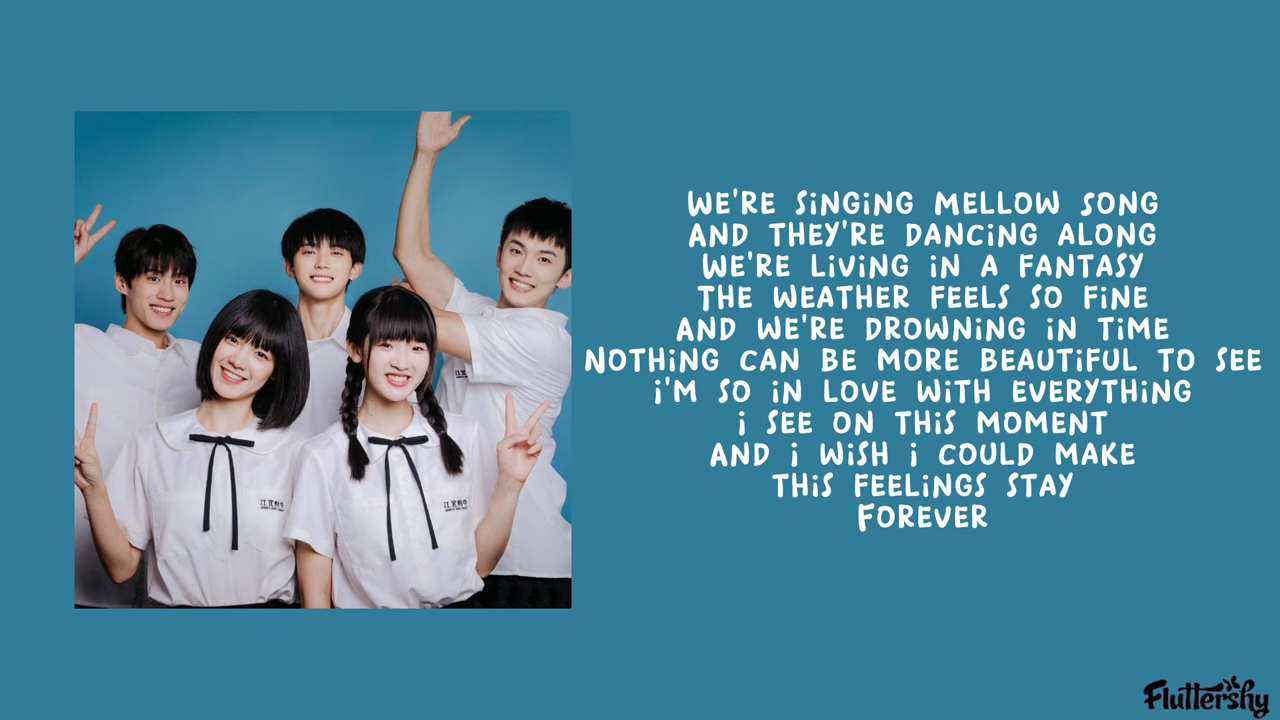 WE'RE SiNGiNG MELLOW SONG
AND THEY'RE DANCiNG ALONG
WE'RE LiViNG iN A FANTASY
THE WEATHER FEELS SO FiNE
AND WE'RE DROWNiNG iN TiME
NOTHiNG CAN BE MORE BEAUTiFUL TO SEE
i'M SO iN LOVE WiTH EVERYTHiNG
i SEE ON THiS MOMENT
AND i WiSH i COULD MAKE
THiS FEELiNGS STAY
FOREVER
Fluttershy